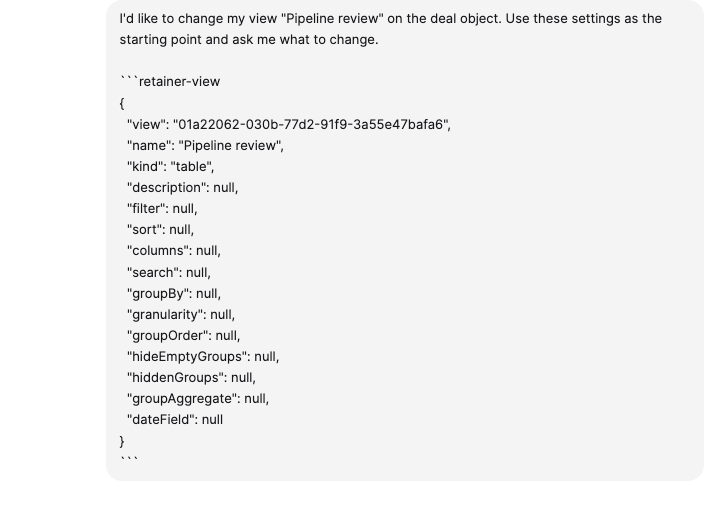 I'd like to change my view "Pipeline review" on the deal object. Use these settings as the
starting point and ask me what to change.

```retainer-view
{
  "view": "01a22062-030b-77d2-91f9-3a55e47bafa6",
  "name": "Pipeline review",
  "kind": "table",
  "description": null,
  "filter": null,
  "sort": null,
  "columns": null,
  "search": null,
  "groupBy": null,
  "granularity": null,
  "groupOrder": null,
  "hideEmptyGroups": null,
  "hiddenGroups": null,
  "groupAggregate": null,
  "dateField": null
}
```